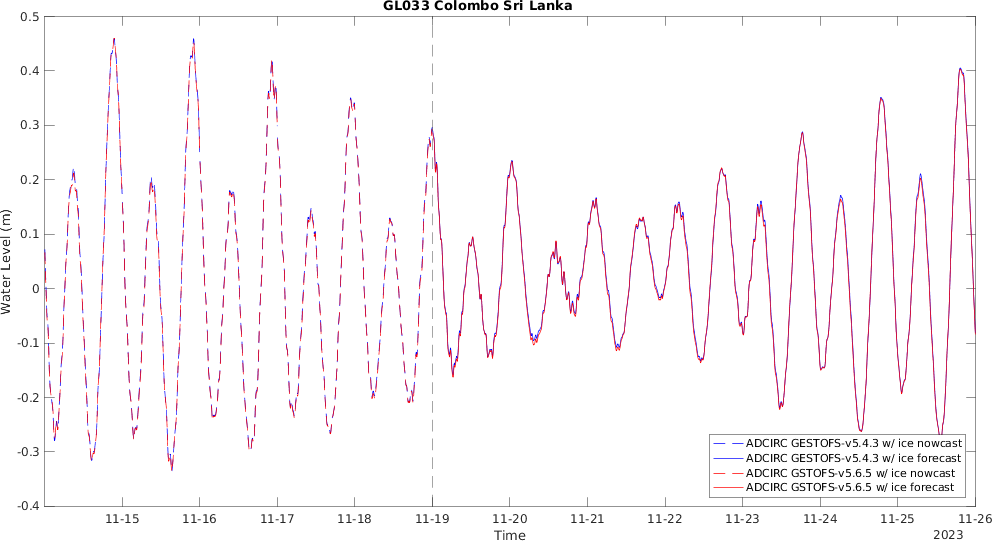 GL033 Colombo Sri Lanka
Water Level (m)
0.5
0.4
0.3
0.2
0.1
0
-0.1
-0.2
-0.3
-0.4
ADCIRC GESTOFS-v5.4.3 w/ ice nowcast
ADCIRC GESTOFS-v5.4.3 w/ ice forecast
ADCIRC GSTOFS-v5.6.5 w/ ice nowcast
ADCIRC GSTOFS-v5.6.5 w/ ice forecast
11-15 11-16 11-17 11-18 11-19 11-20 11-21 11-22 11-23 11-24 11-25 11-26
Time
2023